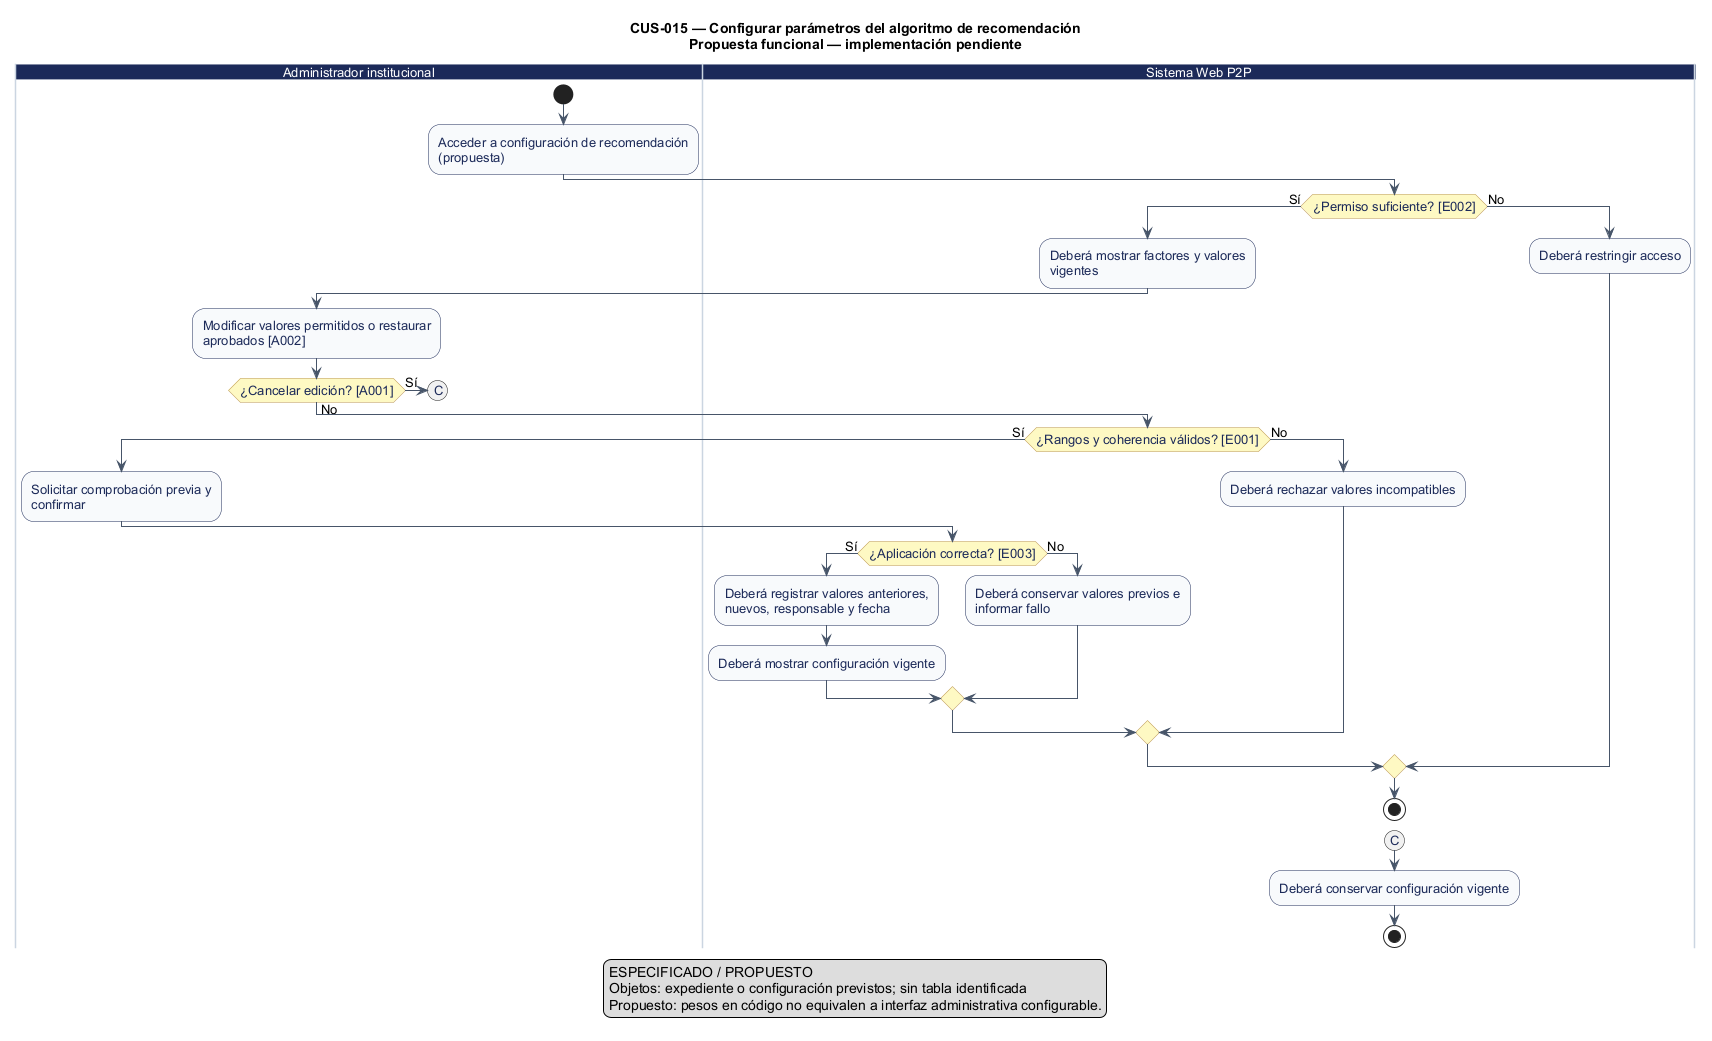 CUS-015 — Configurar parámetros del algoritmo de recomendación
Propuesta funcional — implementación pendiente
Administrador institucional
Sistema Web P2P
Acceder a configuración de recomendación
(propuesta)
Sí
¿Permiso suficiente? [E002]
No
Deberá mostrar factores y valores
vigentes
Deberá restringir acceso
Modificar valores permitidos o restaurar
aprobados [A002]
¿Cancelar edición? [A001]
Sí
C
No
Sí
¿Rangos y coherencia válidos? [E001]
No
Solicitar comprobación previa y
confirmar
Deberá rechazar valores incompatibles
Sí
¿Aplicación correcta? [E003]
No
Deberá registrar valores anteriores,
nuevos, responsable y fecha
Deberá conservar valores previos e
informar fallo
Deberá mostrar configuración vigente
C
Deberá conservar configuración vigente
ESPECIFICADO / PROPUESTO
Objetos: expediente o configuración previstos; sin tabla identificada
Propuesto: pesos en código no equivalen a interfaz administrativa configurable.